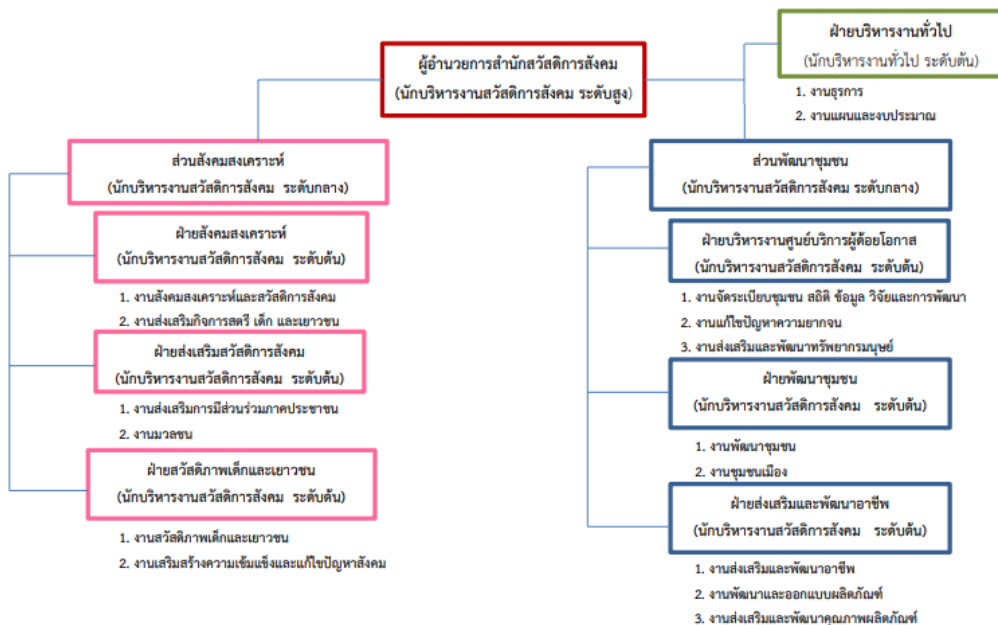 ฝ่ายบริหารงานทั่วไป
(นักบริหารงานทั่วไป ระดับต้น)
1. งานธุรการ
2. งานแผนและงบประมาณ
ผู้อำนวยการสำนักสวัสดิการสังคม
(นักบริหารงานสวัสดิการสังคม ระดับสูง)
ส่วนสังคมสงเคราะห์
(นักบริหารงานสวัสดิการสังคม ระดับกลาง)
ฝ่ายสังคมสงเคราะห์
(นักบริหารงานสวัสดิการสังคม ระดับต้น)
1. งานสังคมสงเคราะห์และสวัสดิการสังคม
2. งานส่งเสริมกิจการสตรี เด็ก และเยาวชน
ฝ่ายส่งเสริมสวัสดิการสังคม
(นักบริหารงานสวัสดิการสังคม ระดับต้น)
1. งานส่งเสริมการมีส่วนร่วมภาคประชาชน
2. งานมวลชน
ฝ่ายสวัสดิภาพเด็กและเยาวชน
(นักบริหารงานสวัสดิการสังคม ระดับต้น)
1. งานสวัสดิภาพเด็กและเยาวชน
2. งานเสริมสร้างความเข้มแข็งและแก้ไขปัญหาสังคม
ส่วนพัฒนาชุมชน
(นักบริหารงานสวัสดิการสังคม ระดับกลาง)
ฝ่ายบริหารงานศูนย์บริการผู้ด้อยโอกาส
(นักบริหารงานสวัสดิการสังคม ระดับต้น)
1. งานจัดระเบียบชุมชน สถิติ ข้อมูล วิจัยและการพัฒนา
2. งานแก้ไขปัญหาความยากจน
3. งานส่งเสริมและพัฒนาทรัพยากรมนุษย์
ฝ่ายพัฒนาชุมชน
(นักบริหารงานสวัสดิการสังคม ระดับต้น)
1. งานพัฒนาชุมชน
2. งานชุมชนเมือง
ฝ่ายส่งเสริมและพัฒนาอาชีพ
(นักบริหารงานสวัสดิการสังคม ระดับต้น)
1. งานส่งเสริมและพัฒนาอาชีพ
2. งานพัฒนาและออกแบบผลิตภัณฑ์
3. งานส่งเสริมและพัฒนาคุณภาพผลิตภัณฑ์